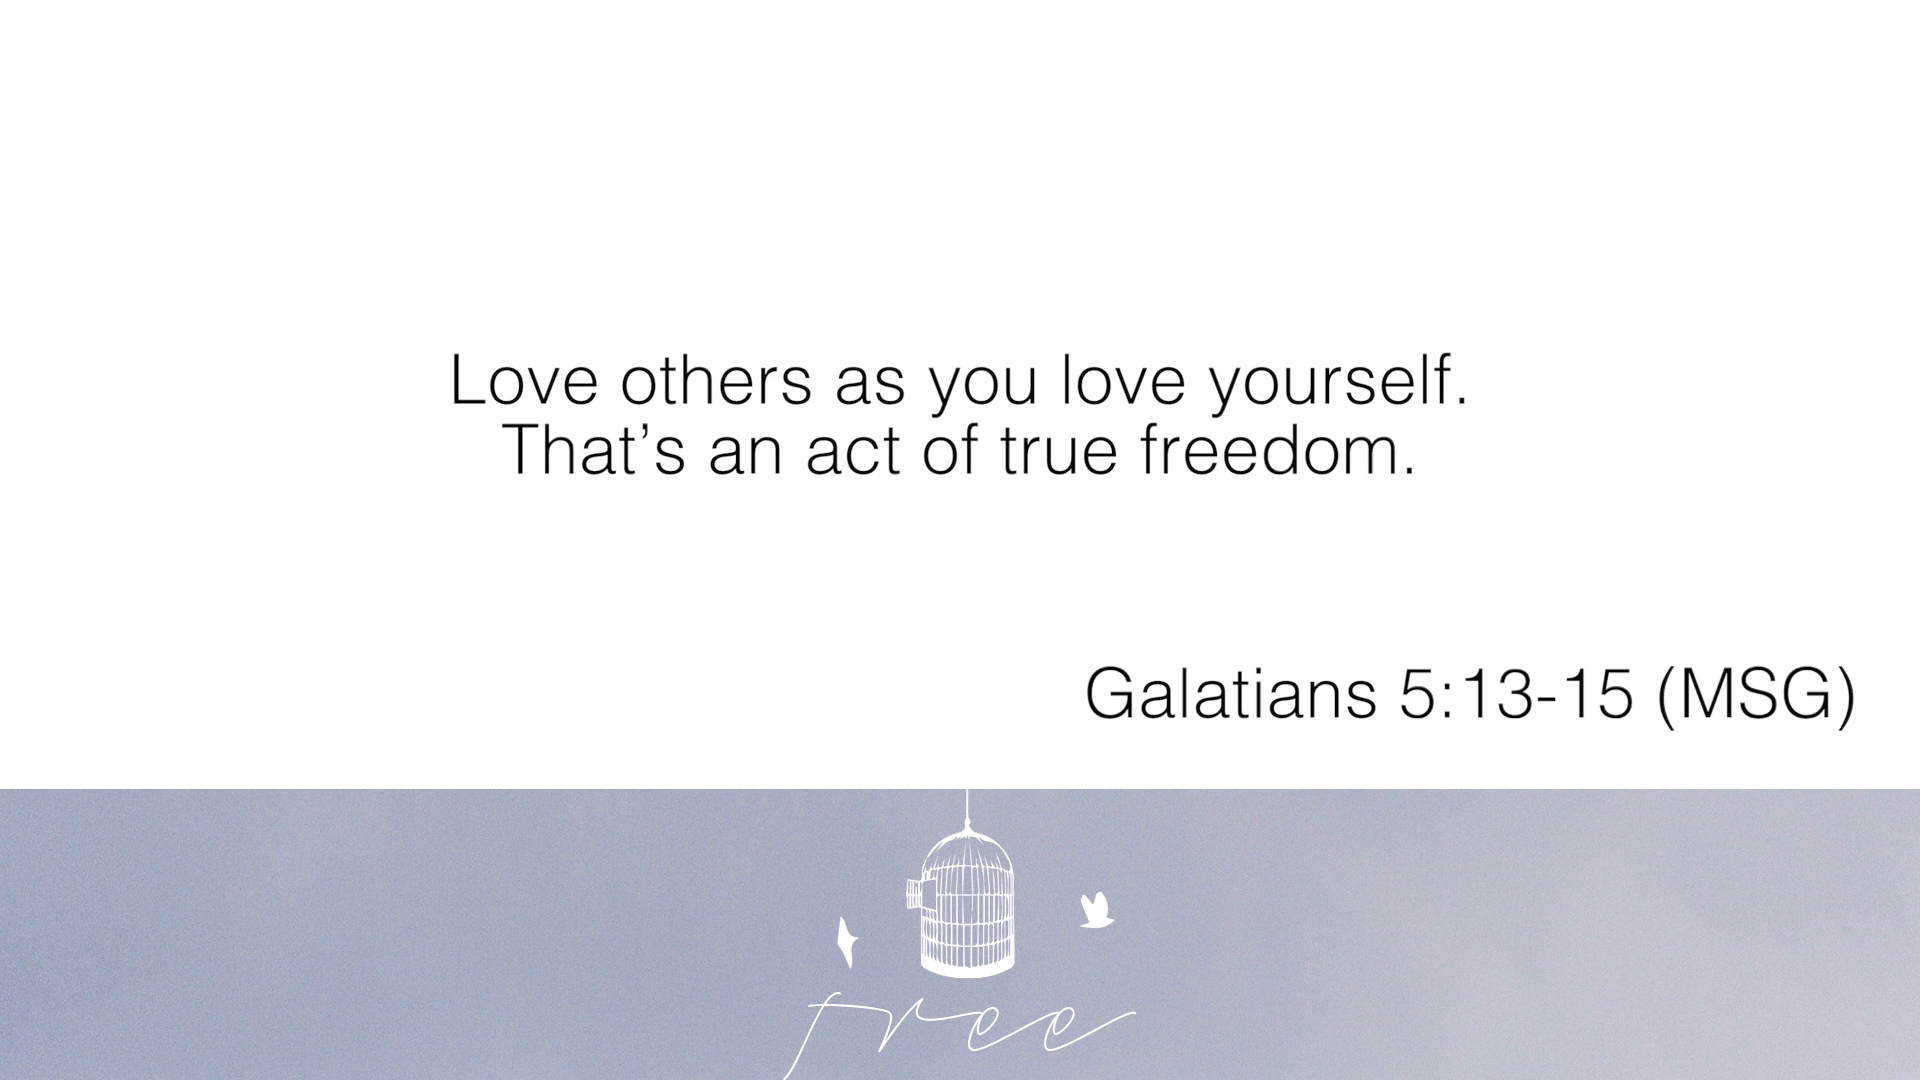 Love others as you love yourself.
That’s an act of true freedom.
Galatians 5:13-15 (MSG)
free